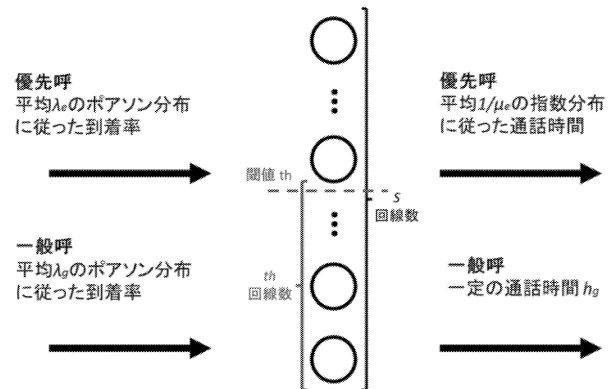 優先呼
平均λeのポアソン分布
に従った到着率
優先呼
平均1/μeの指数分布
に従った通話時間
閾値 th
S
回線数
一般呼
平均λgのポアソン分布
に従った到着率
th
回線数
一般呼
一定の通話時間 hg